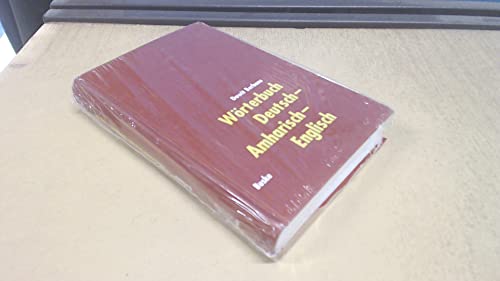 Wörterbuch
Deutsch–
Amharisch–
Englisch
Buske